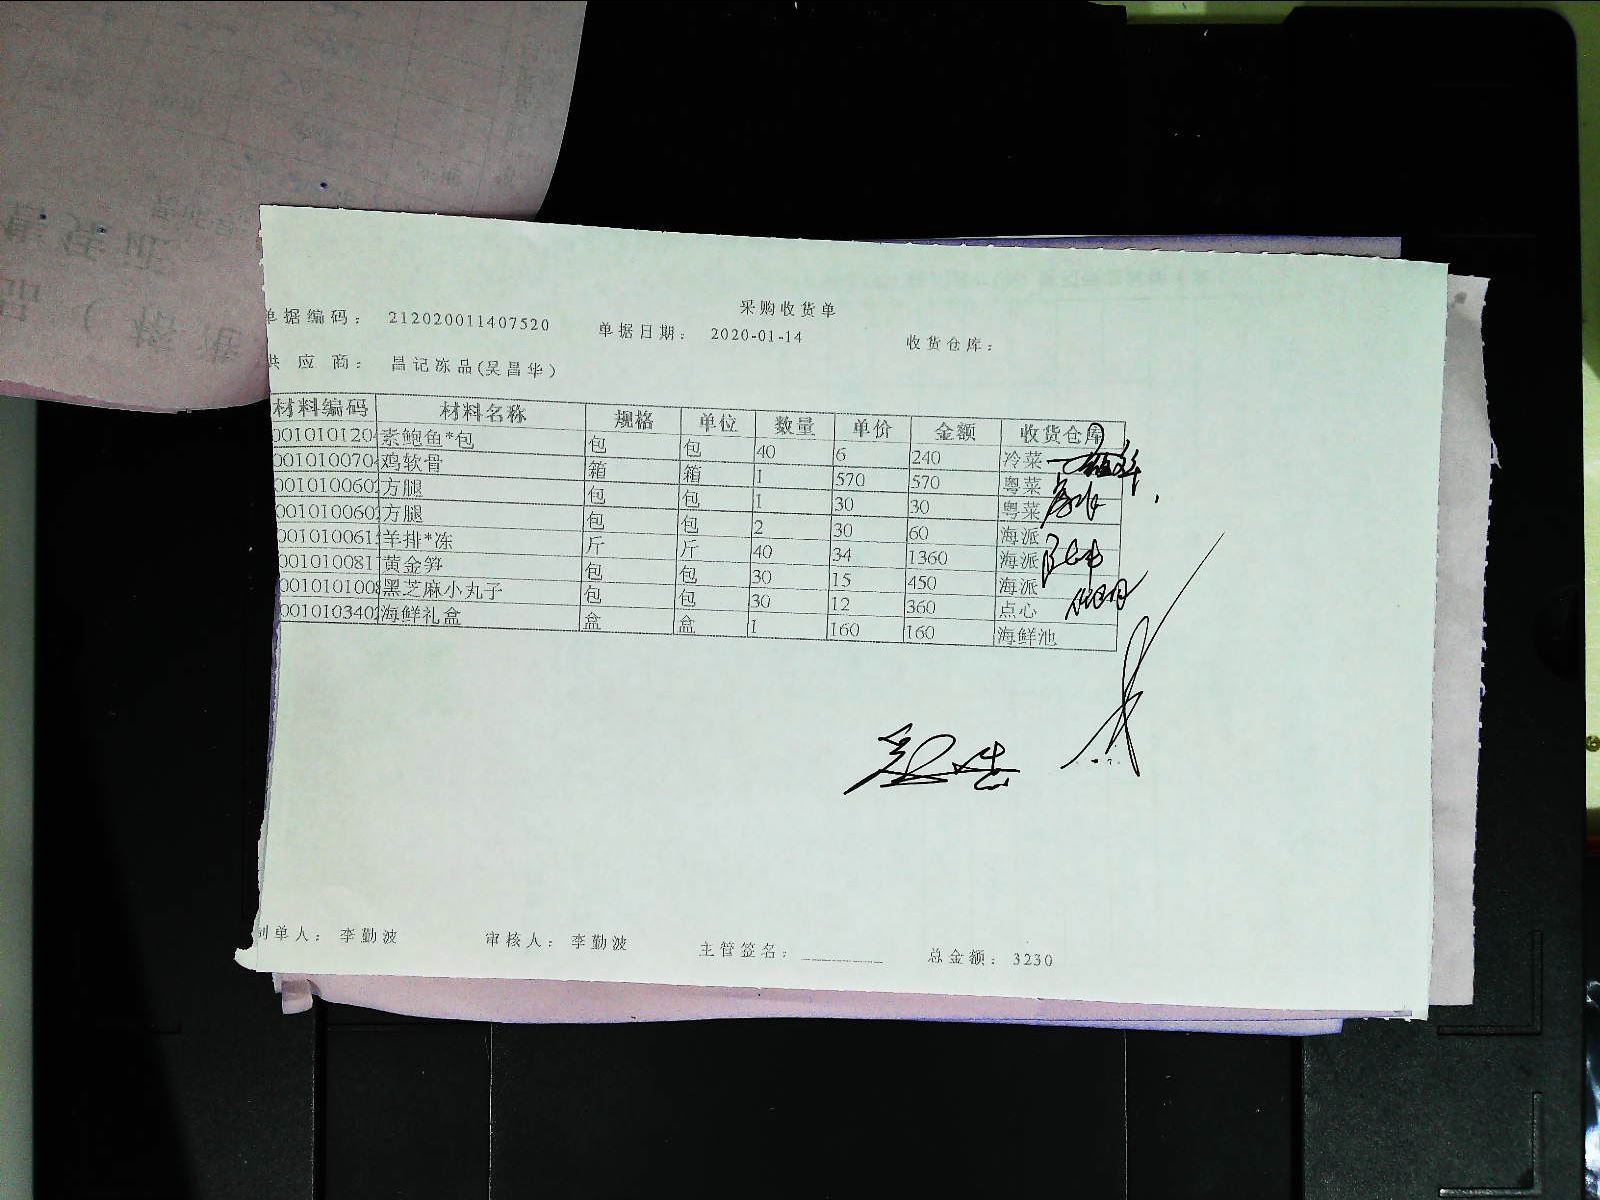 采购收货单
单据编码： 212020011407520 单据日期： 2020-01-14 收货仓库：
供 应 商： 昌记冻品(吴昌华)
材料编码 材料名称 规格 单位 数量 单价 金额 收货仓库
0010101204 素鲍鱼*包 包 包 40 6 240 冷菜
0010100704 鸡软骨 箱 箱 1 570 570 粤菜
001010060 方腿 包 包 1 30 30 粤菜
001010060 方腿 包 包 2 30 60 海派
001010061 羊排*冻 斤 斤 40 34 1360 海派
001010081 黄金笋 包 包 30 15 450 海派
001010100 黑芝麻小丸子 包 包 30 12 360 点心
001010340 海鲜礼盒 盒 盒 1 160 160 海鲜池
制单人： 李勤波 审核人： 李勤波 主管签名： 总金额： 3230